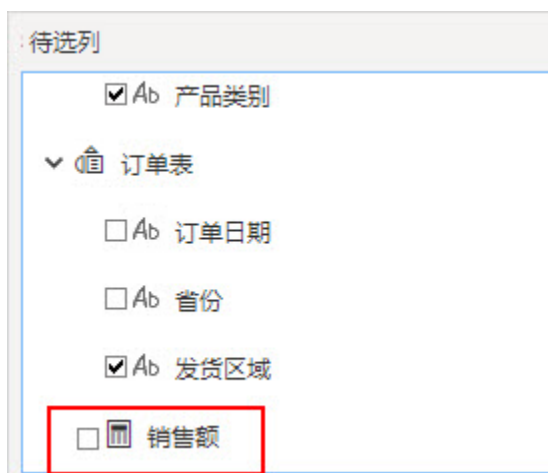 待选列
Ab 产品类别
订单表
Ab 订单日期
Ab 省份
Ab 发货区域
销售额